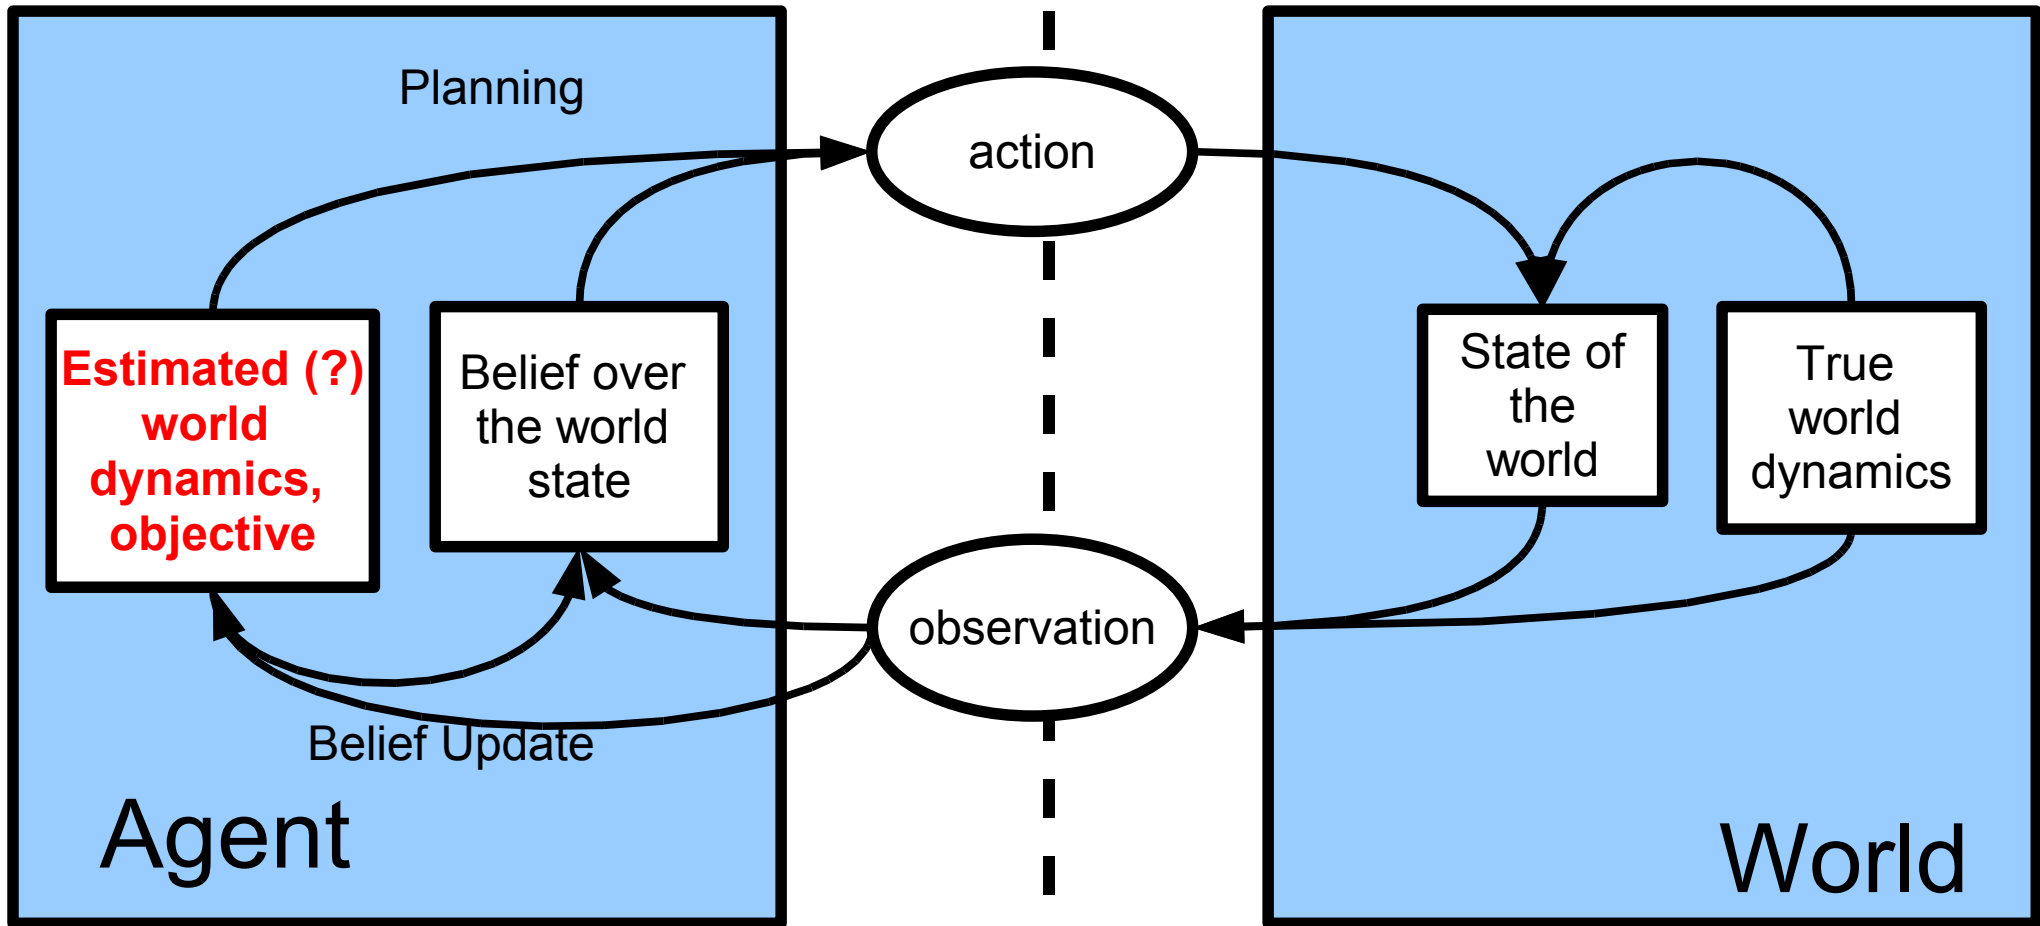 Planning
action
Estimated (?)
world
dynamics,
objective
Belief over
the world
state
State of
the
world
True
world
dynamics
observation
Belief Update
Agent
World